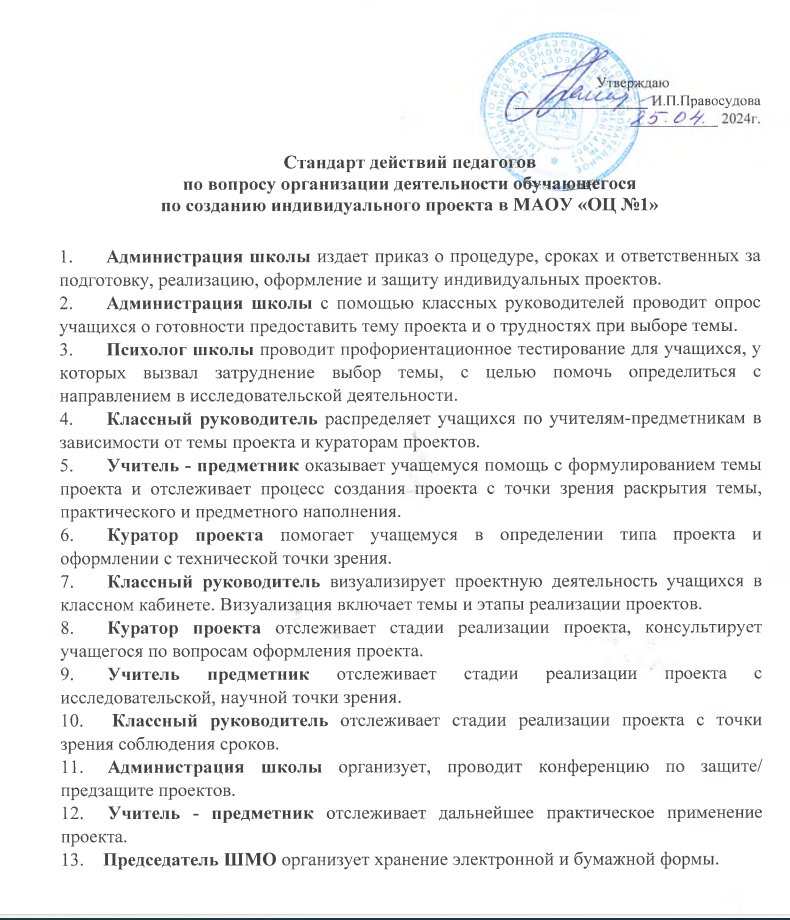 Утверждаю
И.П.Правосудова
25.04. 2024г.
Стандарт действий педагогов
по вопросу организации деятельности обучающегося
по созданию индивидуального проекта в МАОУ «ОЦ №1»
1. Администрация школы издает приказ о процедуре, сроках и ответственных за
подготовку, реализацию, оформление и защиту индивидуальных проектов.
2. Администрация школы с помощью классных руководителей проводит опрос
учащихся о готовности предоставить тему проекта и о трудностях при выборе темы.
3. Психолог школы проводит профориентационное тестирование для учащихся, у
которых вызвал затруднение выбор темы, с целью помочь определиться с
направлением в исследовательской деятельности.
4. Классный руководитель распределяет учащихся по учителям-предметникам в
зависимости от темы проекта и кураторам проектов.
5. Учитель - предметник оказывает учащемуся помощь с формулированием темы
проекта и отслеживает процесс создания проекта с точки зрения раскрытия темы,
практического и предметного наполнения.
6. Куратор проекта помогает учащемуся в определении типа проекта и
оформлении с технической точки зрения.
7. Классный руководитель визуализирует проектную деятельность учащихся в
классном кабинете. Визуализация включает темы и этапы реализации проектов.
8. Куратор проекта отслеживает стадии реализации проекта, консультирует
учащегося по вопросам оформления проекта.
9. Учитель предметник отслеживает стадии реализации проекта с
исследовательской, научной точки зрения.
10. Классный руководитель отслеживает стадии реализации проекта с точки
зрения соблюдения сроков.
11. Администрация школы организует, проводит конференцию по защите/
предзащите проектов.
12. Учитель - предметник отслеживает дальнейшее практическое применение
проекта.
13. Председатель ШМО организует хранение электронной и бумажной формы.